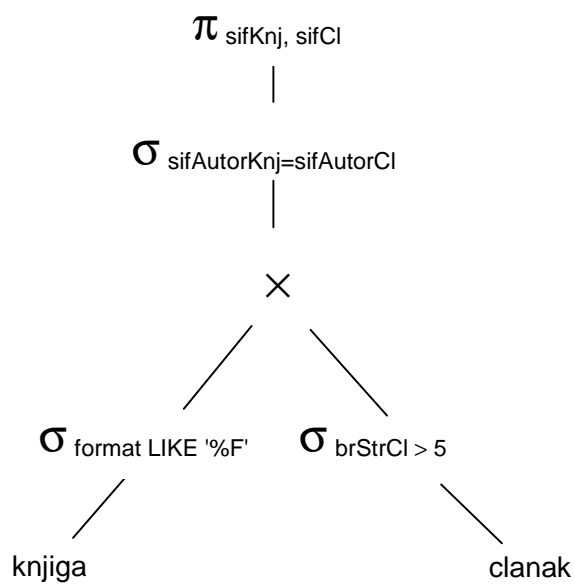 π sifKnj, sifCl
σ sifAutorKnj=sifAutorCl
×
σ format LIKE '%F' σ brStrCl > 5
knjiga clanak